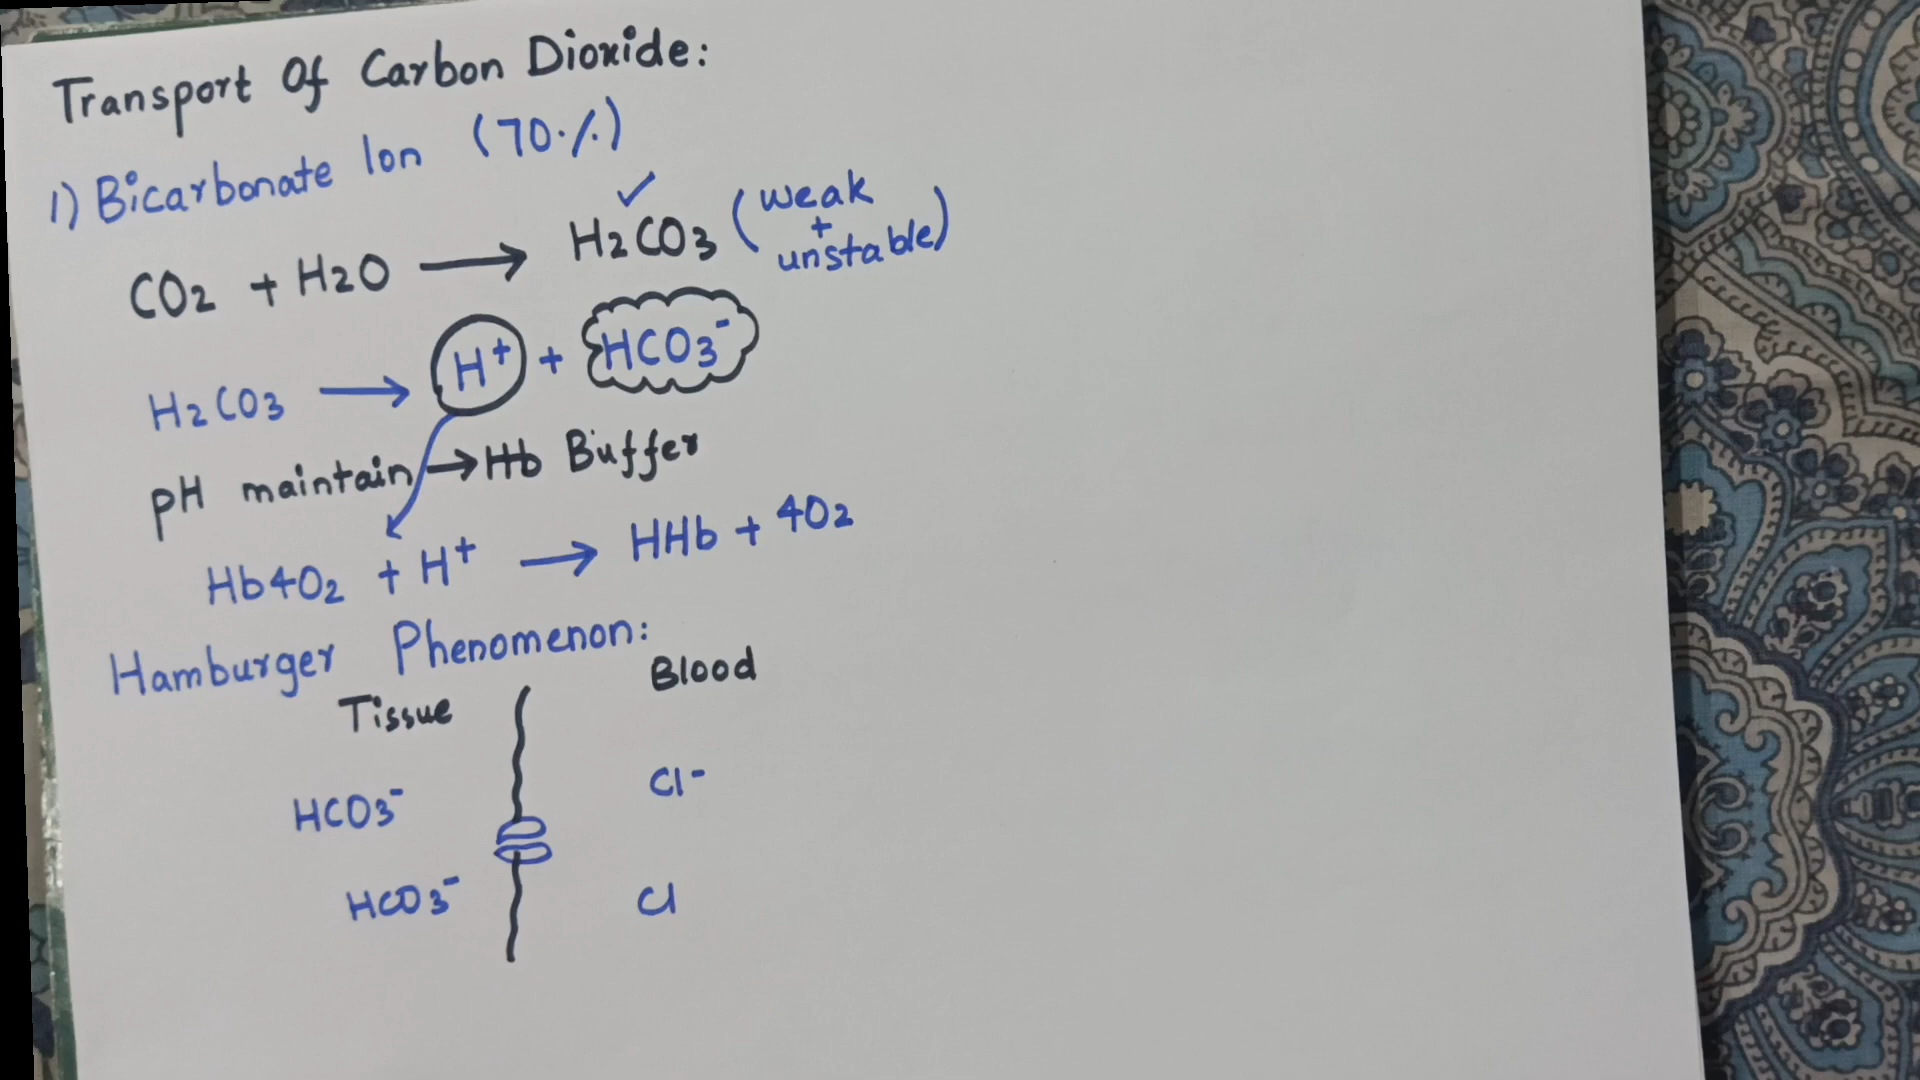 Transport Of Carbon Dioxide:
1) Bicarbonate Ion (70%)
CO2 + H2O → H2CO3 ✓ (weak + unstable)
H2CO3 → H+ + HCO3-
pH maintain → Hb Buffer
Hb4O2 + H+ → HHb + 4O2
Hamburger Phenomenon:
Tissue Blood
HCO3- Cl-
HCO3- Cl